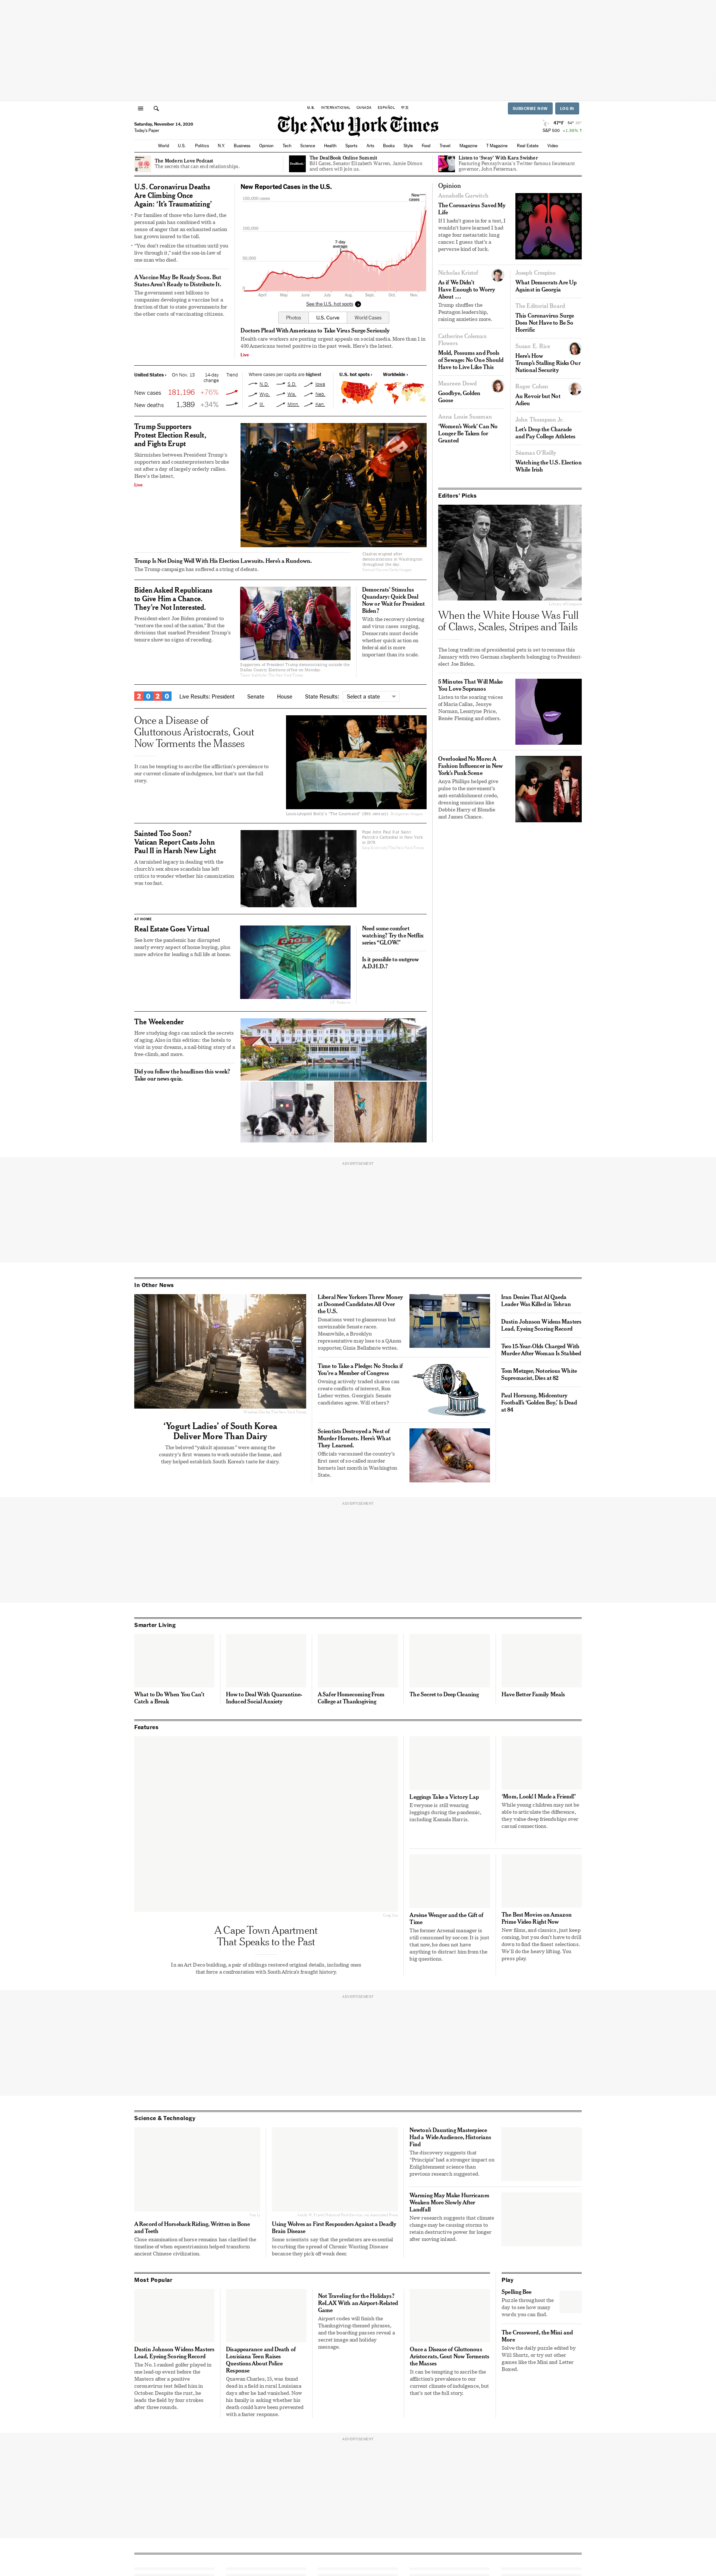 U.S.
INTERNATIONAL
CANADA
ESPAÑOL
中文
SUBSCRIBE NOW
LOG IN
Saturday, November 14, 2020
Today's Paper
The New York Times
47°F
S&P 500
World
U.S.
Politics
N.Y.
Business
Opinion
Tech
Science
Health
Sports
Arts
Books
Style
Food
Travel
Magazine
T Magazine
Real Estate
Video
The Modern Love Podcast
The secrets that can end relationships.
The DealBook Online Summit
Bill Gates, Senator Elizabeth Warren, Jamie Dimon
and others will join us.
Listen to 'Sway' With Kara Swisher
Featuring Pennsylvania's Twitter-famous lieutenant
governor, John Fetterman.
U.S. Coronavirus Deaths
Are Climbing Once
Again: 'It's Traumatizing'
For families of those who have died, the
personal pain has combined with a
sense of anger that an exhausted nation
has grown inured to the toll.
"You don't realize the situation until you
live through it," said the son-in-law of
one man who died.
A Vaccine May Be Ready Soon, But
States Aren't Ready to Distribute It.
The government sent billions to
companies developing a vaccine but a
fraction of that to state governments for
the other costs of vaccinating citizens.
New Reported Cases in the U.S.
150,000 cases
New
cases
100,000
7-day
average
50,000
0
April
May
June
July
Aug.
Sept.
Oct.
Nov.
See the U.S. hot spots
Photos
U.S. Curve
World Cases
Doctors Plead With Americans to Take Virus Surge Seriously
Health care workers are posting urgent appeals on social media. More than 1 in
400 Americans tested positive in the past week. Here's the latest.
Live
United States ›
On Nov. 13
14-day
change
Trend
New cases
181,196
+76%
New deaths
1,389
+34%
Where cases per capita are highest
N.D.
S.D.
Iowa
Wyo.
Wis.
Neb.
Ill.
Minn.
Kan.
U.S. hot spots ›
Worldwide ›
Trump Supporters
Protest Election Result,
and Fights Erupt
Skirmishes between President Trump's
supporters and counterprotesters broke
out after a day of largely orderly rallies.
Here's the latest.
Live
Trump Is Not Doing Well With His Election Lawsuits. Here's a Rundown.
The Trump campaign has suffered a string of defeats.
Clashes erupted after
demonstrations in Washington
throughout the day.
Biden Asked Republicans
to Give Him a Chance.
They're Not Interested.
President-elect Joe Biden promised to
"restore the soul of the nation." But the
divisions that marked President Trump's
tenure show no signs of receding.
Supporters of President Trump demonstrating outside the
Dallas County Elections office on Monday.
Democrats' Stimulus
Quandary: Quick Deal
Now or Wait for President
Biden?
With the recovery slowing
and virus cases surging,
Democrats must decide
whether quick action on
federal aid is more
important than its scale.
2020
Live Results: President
Senate
House
State Results:
Select a state
Once a Disease of
Gluttonous Aristocrats, Gout
Now Torments the Masses
It can be tempting to ascribe the affliction's prevalence to
our current climate of indulgence, but that's not the full
story.
Louis-Léopold Boilly's "The Gourmand" (19th century).
Sainted Too Soon?
Vatican Report Casts John
Paul II in Harsh New Light
A tarnished legacy in dealing with the
church's sex abuse scandals has left
critics to wonder whether his canonization
was too fast.
Pope John Paul II at Saint
Patrick's Cathedral in New York
in 1979.
AT HOME
Real Estate Goes Virtual
See how the pandemic has disrupted
nearly every aspect of home buying, plus
more advice for leading a full life at home.
Need some comfort
watching? Try the Netflix
series "GLOW."
Is it possible to outgrow
A.D.H.D.?
The Weekender
How studying dogs can unlock the secrets
of aging. Also in this edition: the hotels to
visit in your dreams, a nail-biting story of a
free-climb, and more.
Did you follow the headlines this week?
Take our news quiz.
Opinion
Annabelle Gurwitch
The Coronavirus Saved My
Life
If I hadn't gone in for a test, I
wouldn't have learned I had
stage four metastatic lung
cancer. I guess that's a
perverse kind of luck.
Nicholas Kristof
As if We Didn't
Have Enough to Worry
About …
Trump shuffles the
Pentagon leadership,
raising anxieties more.
Catherine Coleman
Flowers
Mold, Possums and Pools
of Sewage: No One Should
Have to Live Like This
Maureen Dowd
Goodbye, Golden
Goose
Anna Louie Sussman
'Women's Work' Can No
Longer Be Taken for
Granted
Joseph Crespino
What Democrats Are Up
Against in Georgia
The Editorial Board
This Coronavirus Surge
Does Not Have to Be So
Horrific
Susan E. Rice
Here's How
Trump's Stalling Risks Our
National Security
Roger Cohen
Au Revoir but Not
Adieu
John Thompson Jr.
Let's Drop the Charade
and Pay College Athletes
Séamas O'Reilly
Watching the U.S. Election
While Irish
Editors' Picks
When the White House Was Full
of Claws, Scales, Stripes and Tails
The long tradition of presidential pets is set to resume this
January with two German shepherds belonging to President-
elect Joe Biden.
5 Minutes That Will Make
You Love Sopranos
Listen to the soaring voices
of Maria Callas, Jessye
Norman, Leontyne Price,
Renée Fleming and others.
Overlooked No More: A
Fashion Influencer in New
York's Punk Scene
Anya Phillips helped give
pulse to the movement's
anti-establishment credo,
dressing musicians like
Debbie Harry of Blondie
and James Chance.
ADVERTISEMENT
In Other News
'Yogurt Ladies' of South Korea
Deliver More Than Dairy
The beloved "yakult ajummas" were among the
country's first women to work outside the home, and
they helped establish South Korea's taste for dairy.
Liberal New Yorkers Threw Money
at Doomed Candidates All Over
the U.S.
Donations went to glamorous but
unwinnable Senate races.
Meanwhile, a Brooklyn
representative may lose to a QAnon
supporter, Ginia Bellafante writes.
Time to Take a Pledge: No Stocks if
You're a Member of Congress
Owning actively traded shares can
create conflicts of interest, Ron
Lieber writes. Georgia's Senate
candidates agree. Will others?
Scientists Destroyed a Nest of
Murder Hornets. Here's What
They Learned.
Officials vacuumed the country's
first nest of so-called murder
hornets last month in Washington
State.
Iran Denies That Al Qaeda
Leader Was Killed in Tehran
Dustin Johnson Widens Masters
Lead, Eyeing Scoring Record
Two 15-Year-Olds Charged With
Murder After Woman Is Stabbed
Tom Metzger, Notorious White
Supremacist, Dies at 82
Paul Hornung, Midcentury
Football's 'Golden Boy,' Is Dead
at 84
ADVERTISEMENT
Smarter Living
What to Do When You Can't
Catch a Break
How to Deal With Quarantine-
Induced Social Anxiety
A Safer Homecoming From
College at Thanksgiving
The Secret to Deep Cleaning
Have Better Family Meals
Features
A Cape Town Apartment
That Speaks to the Past
In an Art Deco building, a pair of siblings restored original details, including ones
that force a confrontation with South Africa's fraught history.
Leggings Take a Victory Lap
Everyone is still wearing
leggings during the pandemic,
including Kamala Harris.
'Mom, Look! I Made a Friend!'
While young children may not be
able to articulate the difference,
they value deep friendships over
casual connections.
Arsène Wenger and the Gift of
Time
The former Arsenal manager is
still consumed by soccer. It is just
that now, he does not have
anything to distract him from the
big questions.
The Best Movies on Amazon
Prime Video Right Now
New films, and classics, just keep
coming, but you don't have to drill
down to find the finest selections.
We'll do the heavy lifting. You
press play.
ADVERTISEMENT
Science & Technology
A Record of Horseback Riding, Written in Bone
and Teeth
Close examination of horse remains has clarified the
timeline of when equestrianism helped transform
ancient Chinese civilization.
Using Wolves as First Responders Against a Deadly
Brain Disease
Some scientists say that the predators are essential
to curbing the spread of Chronic Wasting Disease
because they pick off weak deer.
Newton's Daunting Masterpiece
Had a Wide Audience, Historians
Find
The discovery suggests that
"Principia" had a stronger impact on
Enlightenment science than
previous research suggested.
Warming May Make Hurricanes
Weaken More Slowly After
Landfall
New research suggests that climate
change may be causing storms to
retain destructive power for longer
after moving inland.
Most Popular
Dustin Johnson Widens Masters
Lead, Eyeing Scoring Record
The No. 1 ranked golfer played in
one lead-up event before the
Masters after a positive
coronavirus test felled him in
October. Despite the rust, he
leads the field by four strokes
after three rounds.
Disappearance and Death of
Louisiana Teen Raises
Questions About Police
Response
Quawan Charles, 15, was found
dead in a field in rural Louisiana
days after he had vanished. Now
his family is asking whether his
death could have been prevented
with a faster response.
Not Traveling for the Holidays?
ReLAX With an Airport-Related
Game
Airport codes will finish the
Thanksgiving-themed phrases,
and the boarding passes reveal a
secret image and holiday
message.
Once a Disease of Gluttonous
Aristocrats, Gout Now Torments
the Masses
It can be tempting to ascribe the
affliction's prevalence to our
current climate of indulgence, but
that's not the full story.
Play
Spelling Bee
Puzzle throughout the
day to see how many
words you can find.
The Crossword, the Mini and
More
Solve the daily puzzle edited by
Will Shortz, or try out other
games like the Mini and Letter
Boxed.
ADVERTISEMENT